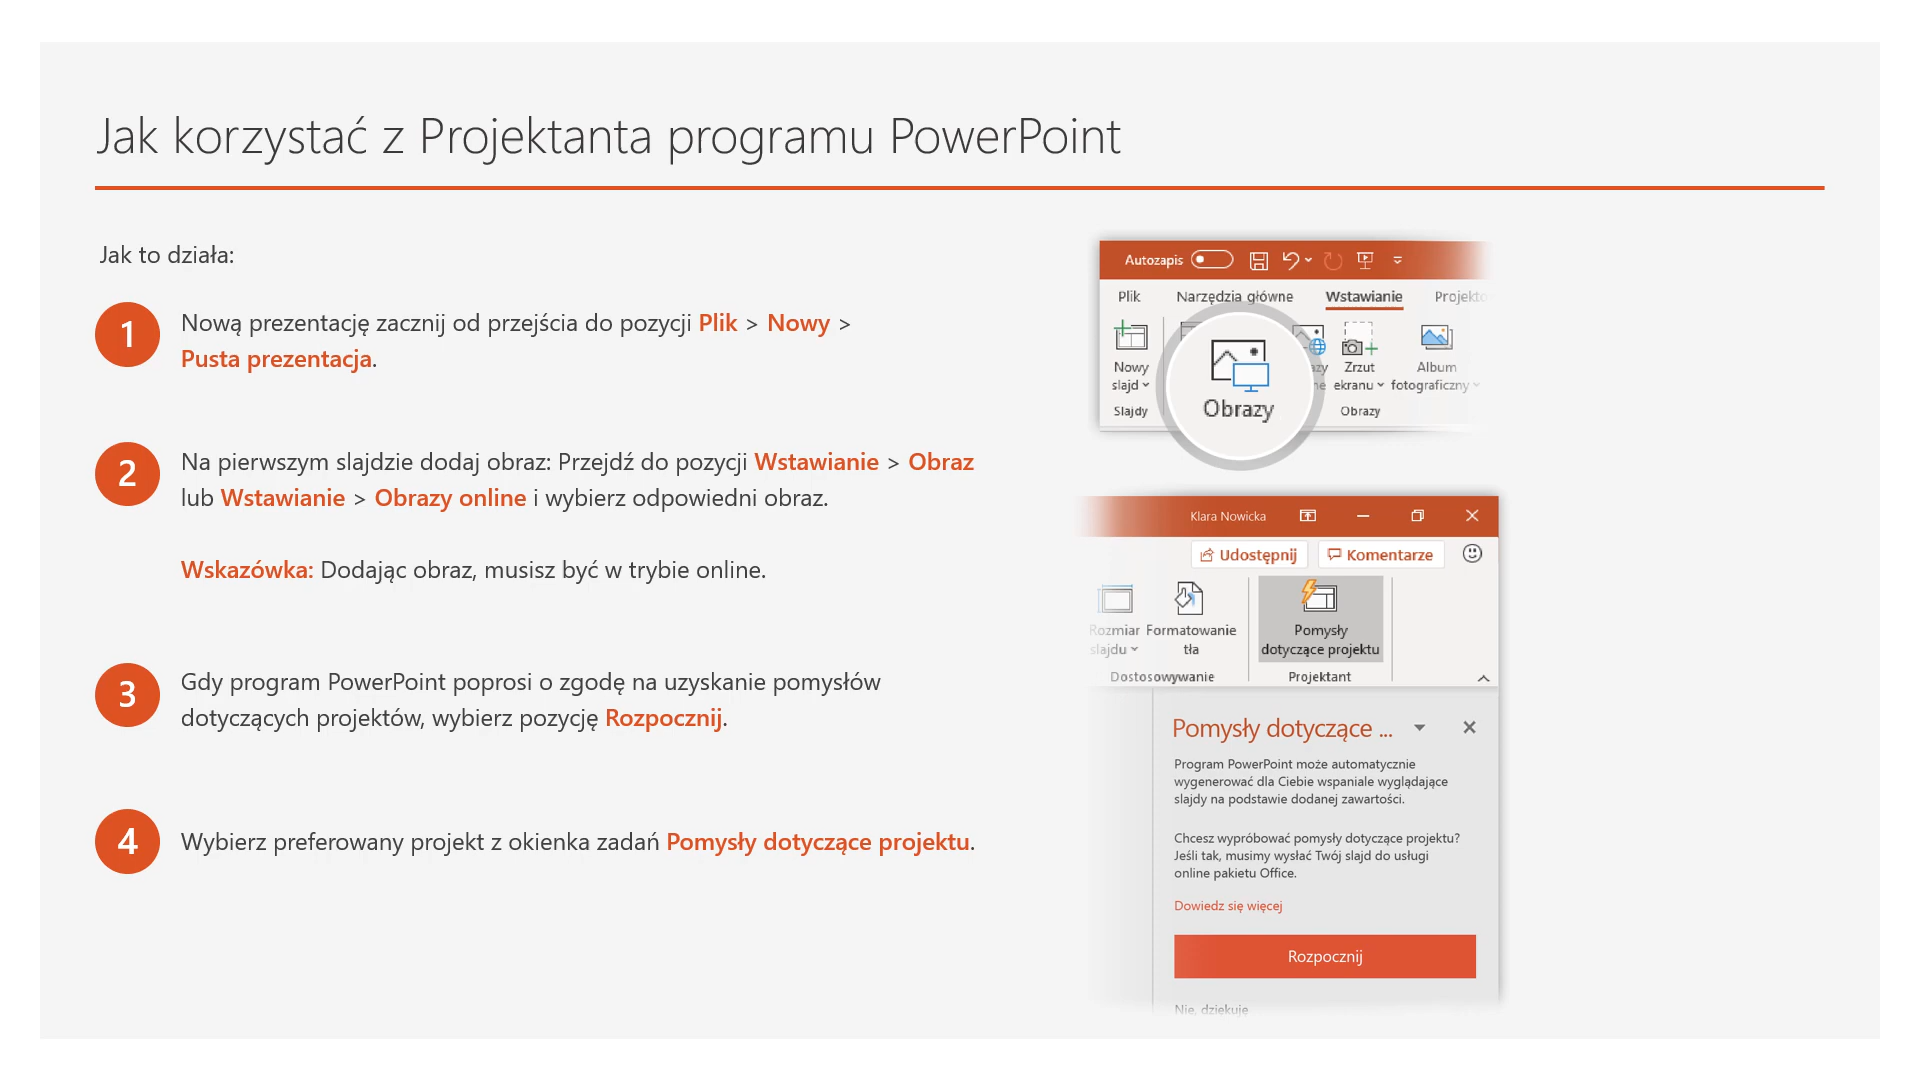 Jak korzystać z Projektanta programu PowerPoint
Jak to działa:
1
Nową prezentację zacznij od przejścia do pozycji Plik > Nowy >
Pusta prezentacja.
2
Na pierwszym slajdzie dodaj obraz: Przejdź do pozycji Wstawianie > Obraz
lub Wstawianie > Obrazy online i wybierz odpowiedni obraz.
Wskazówka: Dodając obraz, musisz być w trybie online.
3
Gdy program PowerPoint poprosi o zgodę na uzyskanie pomysłów
dotyczących projektów, wybierz pozycję Rozpocznij.
4
Wybierz preferowany projekt z okienka zadań Pomysły dotyczące projektu.
Autozapis
Plik Narzędzia główne Wstawianie Projekto
Nowy
slajd
Slajdy
Obrazy
Zrzut
ekranu
Album
fotograficzny
Obrazy
Klara Nowicka
Udostępnij Komentarze
Rozmiar
slajdu
Formatowanie
tła
Pomysły
dotyczące projektu
Dostosowywanie Projektant
Pomysły dotyczące ...
Program PowerPoint może automatycznie
wygenerować dla Ciebie wspaniale wyglądające
slajdy na podstawie dodanej zawartości.
Chcesz wypróbować pomysły dotyczące projektu?
Jeśli tak, musimy wysłać Twój slajd do usługi
online pakietu Office.
Dowiedz się więcej
Rozpocznij
Nie, dziękuję